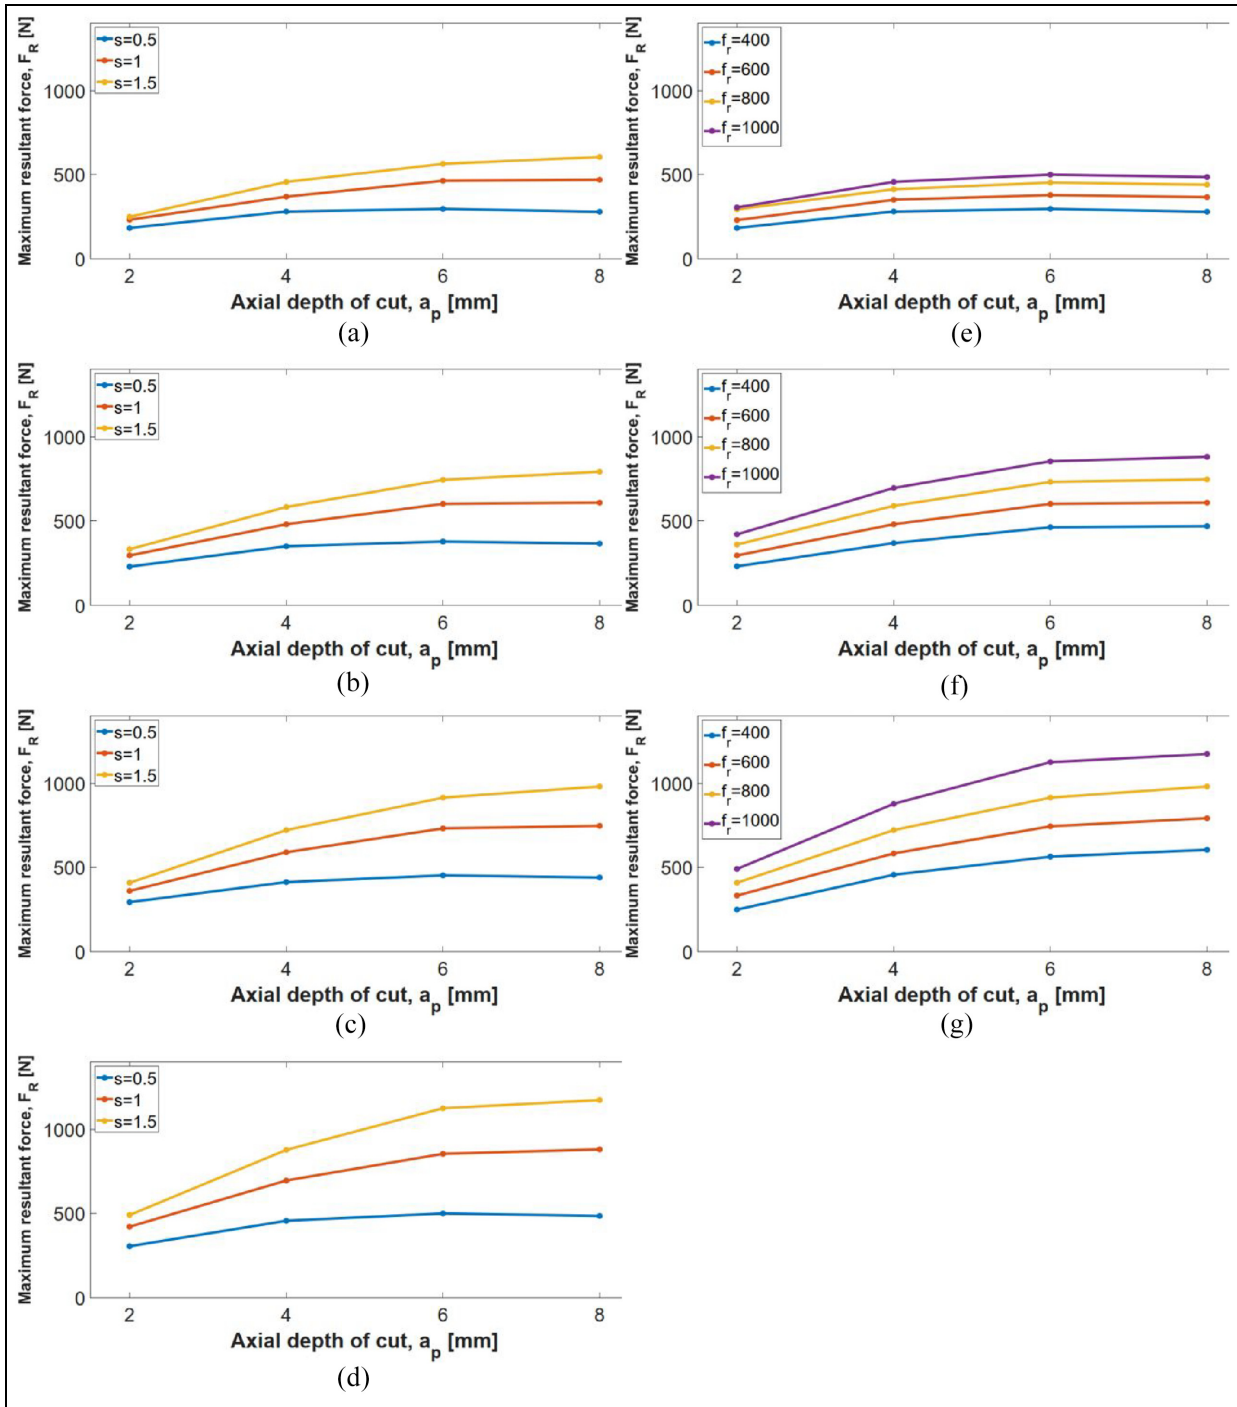 Maximum resultant force, F_R [N]
s=0.5
s=1
s=1.5
1000
500
0
2 4 6 8
Axial depth of cut, a_p [mm]
(a)
Maximum resultant force, F_R [N]
f_r=400
f_r=600
f_r=800
f_r=1000
1000
500
0
2 4 6 8
Axial depth of cut, a_p [mm]
(e)
Maximum resultant force, F_R [N]
s=0.5
s=1
s=1.5
1000
500
0
2 4 6 8
Axial depth of cut, a_p [mm]
(b)
Maximum resultant force, F_R [N]
f_r=400
f_r=600
f_r=800
f_r=1000
1000
500
0
2 4 6 8
Axial depth of cut, a_p [mm]
(f)
Maximum resultant force, F_R [N]
s=0.5
s=1
s=1.5
1000
500
0
2 4 6 8
Axial depth of cut, a_p [mm]
(c)
Maximum resultant force, F_R [N]
f_r=400
f_r=600
f_r=800
f_r=1000
1000
500
0
2 4 6 8
Axial depth of cut, a_p [mm]
(g)
Maximum resultant force, F_R [N]
s=0.5
s=1
s=1.5
1000
500
0
2 4 6 8
Axial depth of cut, a_p [mm]
(d)